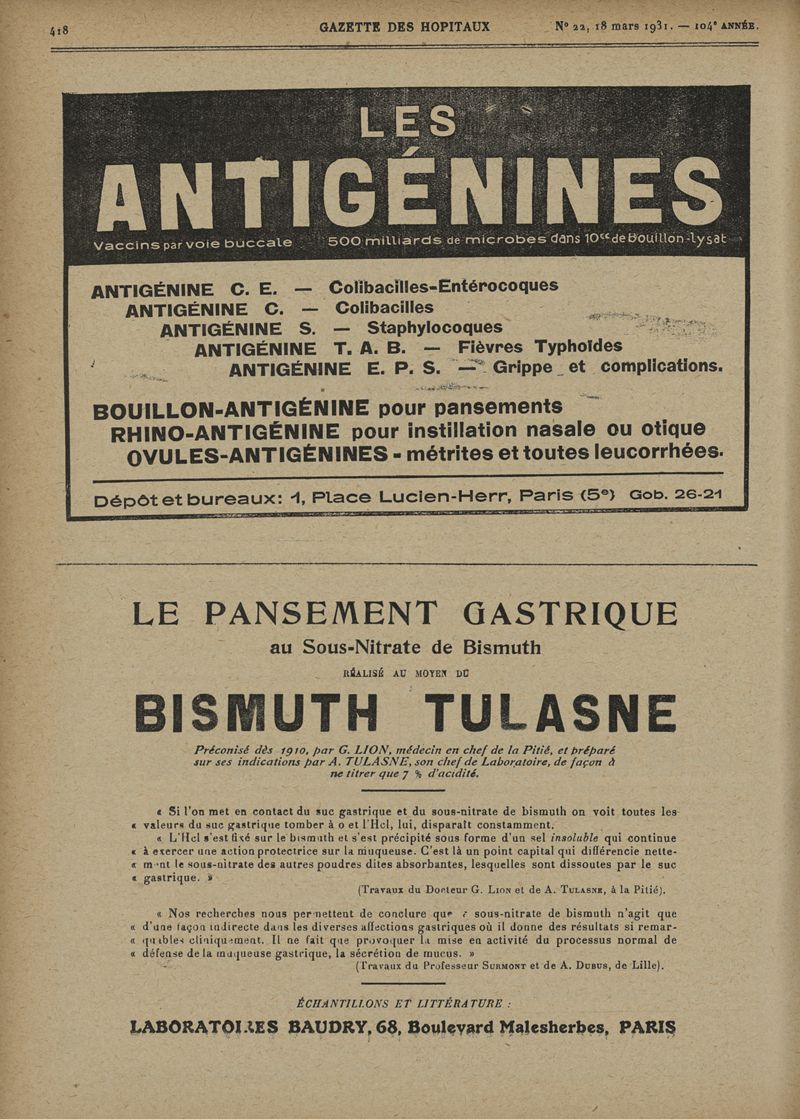 418
GAZETTE DES HOPITAUX
N° 22, 18 mars 1931. — 104e ANNÉE.
LES
ANTIGÉNINES
Vaccins par voie buccale 500 milliards de microbes dans 10cc de bouillon-lysat
ANTIGÉNINE C. E. — Colibacilles-Entérocoques
ANTIGÉNINE C. — Colibacilles
ANTIGÉNINE S. — Staphylocoques
ANTIGÉNINE T. A. B. — Fièvres Typhoïdes
ANTIGÉNINE E. P. S. — Grippe et complications.
BOUILLON-ANTIGÉNINE pour pansements
RHINO-ANTIGÉNINE pour instillation nasale ou otique
OVULES-ANTIGÉNINES - métrites et toutes leucorrhées.
Dépôt et bureaux: 1, Place Lucien-Herr, Paris (5e) Gob. 26-21
LE PANSEMENT GASTRIQUE
au Sous-Nitrate de Bismuth
RÉALISÉ AU MOYEN DU
BISMUTH TULASNE
Préconisé dès 1910, par G. LION, médecin en chef de la Pitié, et préparé
sur ses indications par A. TULASNE, son chef de Laboratoire, de façon à
ne titrer que 7 % d'acidité.
« Si l'on met en contact du suc gastrique et du sous-nitrate de bismuth on voit toutes les
« valeurs du suc gastrique tomber à 0 et l'Hcl, lui, disparaît constamment.
« L'Hcl s'est fixé sur le bismuth et s'est précipité sous forme d'un sel insoluble qui continue
« à exercer une action protectrice sur la muqueuse. C'est là un point capital qui différencie nette-
« ment le sous-nitrate des autres poudres dites absorbantes, lesquelles sont dissoutes par le suc
« gastrique. »
(Travaux du Docteur G. LION et de A. TULASNE, à la Pitié).
« Nos recherches nous permettent de conclure que sous-nitrate de bismuth n'agit que
« d'une façon indirecte dans les diverses affections gastriques où il donne des résultats si remar-
« quables cliniquement. Il ne fait que provoquer la mise en activité du processus normal de
« défense de la muqueuse gastrique, la sécrétion de mucus. »
(Travaux du Professeur SURMONT et de A. DUBUS, de Lille).
ÉCHANTILLONS ET LITTÉRATURE :
LABORATOIRES BAUDRY, 68, Boulevard Malesherbes, PARIS